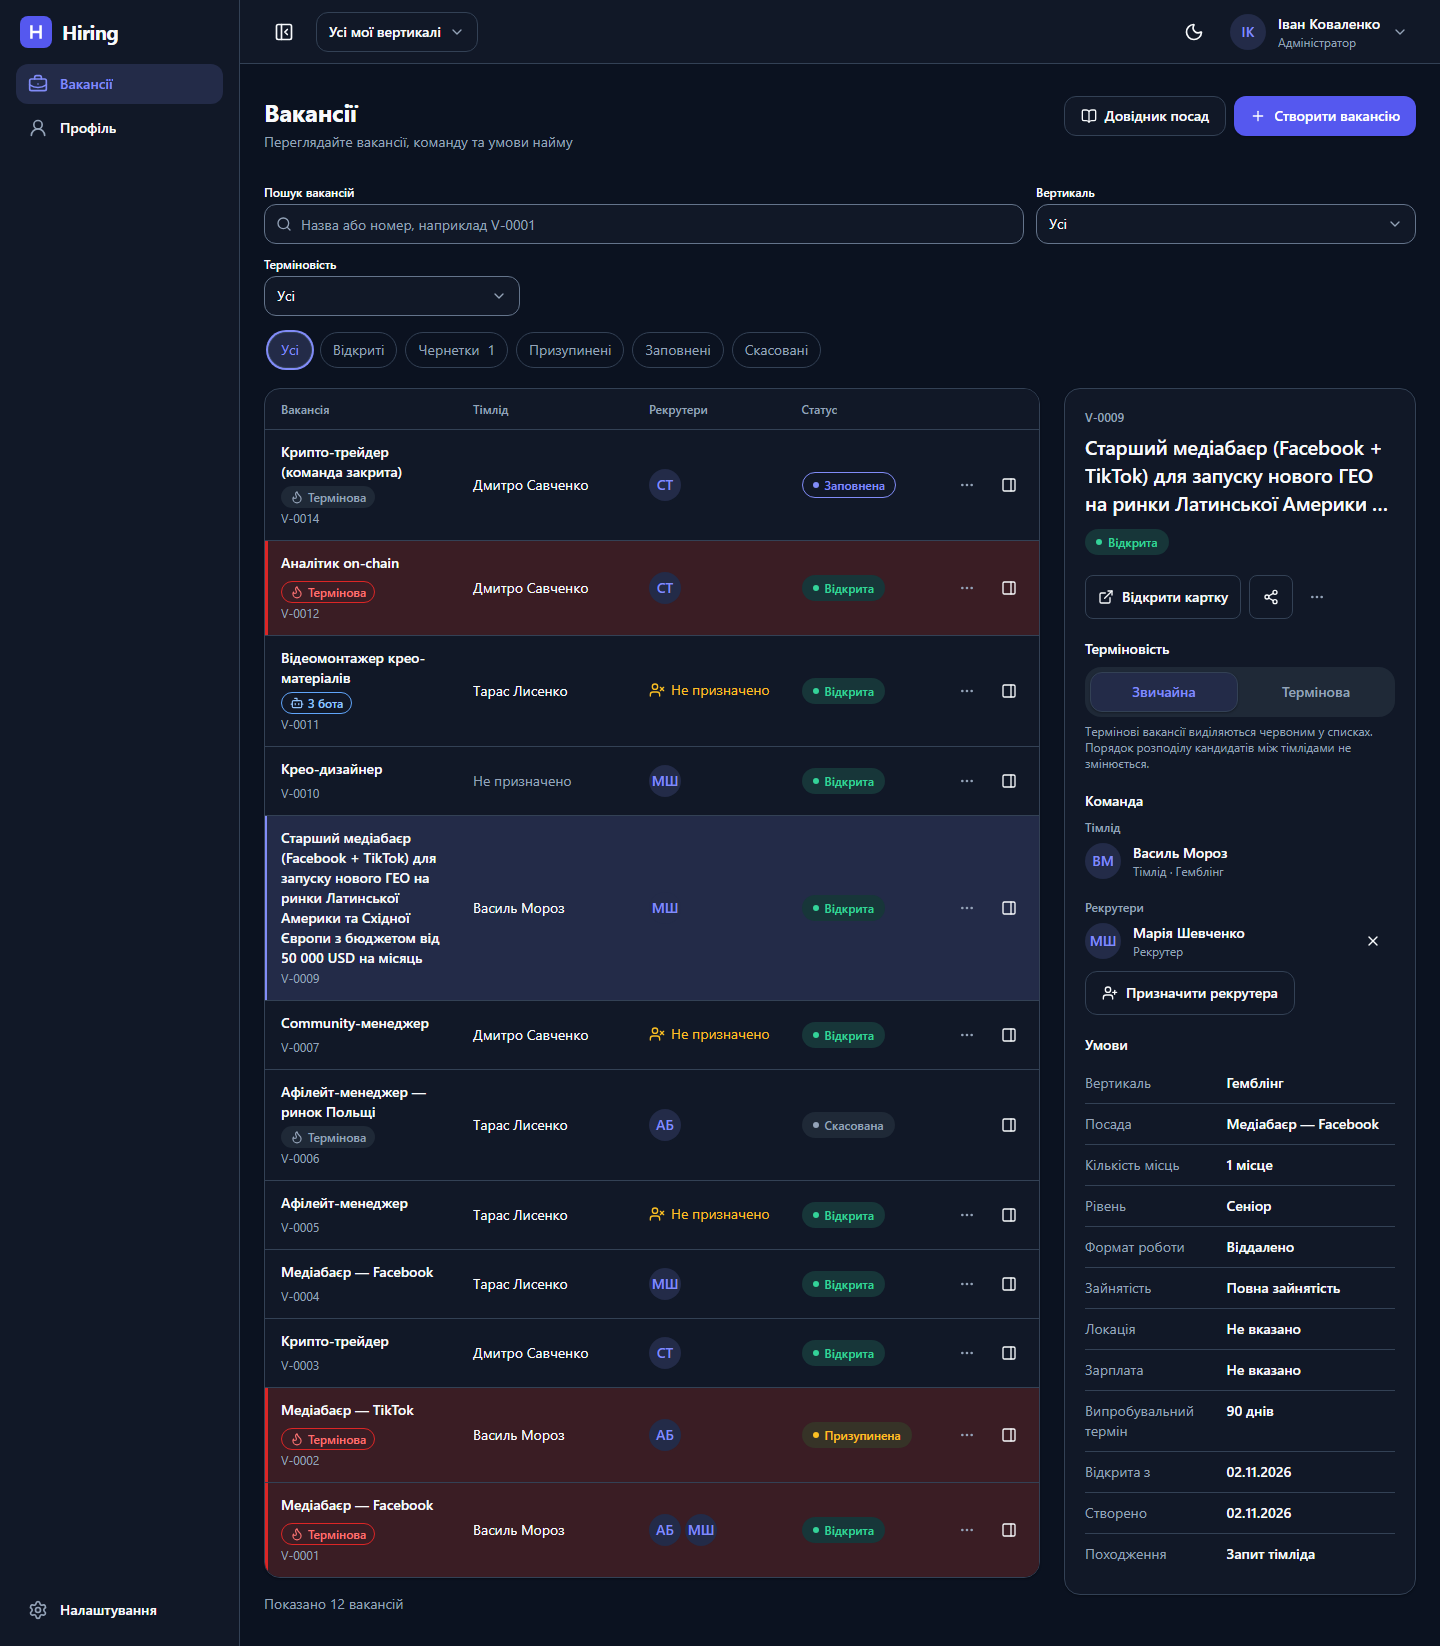 H Hiring
Усі мої вертикалі
ІК
Іван Коваленко
Адміністратор
Вакансії
Профіль
Вакансії
Переглядайте вакансії, команду та умови найму
Довідник посад
Створити вакансію
Пошук вакансій
Назва або номер, наприклад V-0001
Вертикаль
Усі
Терміновість
Усі
Усі
Відкриті
Чернетки 1
Призупинені
Заповнені
Скасовані
Вакансія Тімлід Рекрутери Статус
Крипто-трейдер
(команда закрита)
Термінова
V-0014
Дмитро Савченко
СТ
Заповнена
Аналітик on-chain
Термінова
V-0012
Дмитро Савченко
СТ
Відкрита
Відеомонтажер крео-
матеріалів
З бота
V-0011
Тарас Лисенко
Не призначено
Відкрита
Крео-дизайнер
V-0010
Не призначено
МШ
Відкрита
Старший медіабаєр
(Facebook + TikTok) для
запуску нового ГЕО на
ринки Латинської
Америки та Східної
Європи з бюджетом від
50 000 USD на місяць
V-0009
Василь Мороз
МШ
Відкрита
Community-менеджер
V-0007
Дмитро Савченко
Не призначено
Відкрита
Афілейт-менеджер —
ринок Польщі
Термінова
V-0006
Тарас Лисенко
АБ
Скасована
Афілейт-менеджер
V-0005
Тарас Лисенко
Не призначено
Відкрита
Медіабаєр — Facebook
V-0004
Тарас Лисенко
МШ
Відкрита
Крипто-трейдер
V-0003
Дмитро Савченко
СТ
Відкрита
Медіабаєр — TikTok
Термінова
V-0002
Василь Мороз
АБ
Призупинена
Медіабаєр — Facebook
Термінова
V-0001
Василь Мороз
АБ МШ
Відкрита
Показано 12 вакансій
V-0009
Старший медіабаєр (Facebook +
TikTok) для запуску нового ГЕО
на ринки Латинської Америки ...
Відкрита
Відкрити картку
Терміновість
Звичайна
Термінова
Термінові вакансії виділяються червоним у списках.
Порядок розподілу кандидатів між тімлідами не
змінюється.
Команда
Тімлід
ВМ
Василь Мороз
Тімлід · Гемблінг
Рекрутери
МШ
Марія Шевченко
Рекрутер
Призначити рекрутера
Умови
Вертикаль Гемблінг
Посада Медіабаєр — Facebook
Кількість місць 1 місце
Рівень Сеніор
Формат роботи Віддалено
Зайнятість Повна зайнятість
Локація Не вказано
Зарплата Не вказано
Випробувальний 90 днів
термін
Відкрита з 02.11.2026
Створено 02.11.2026
Походження Запит тімліда
Налаштування